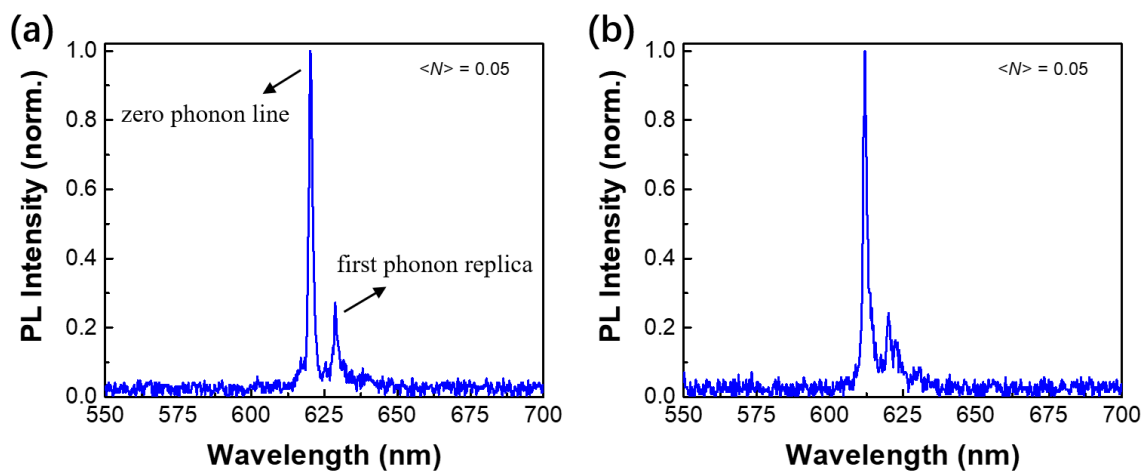 (a)
PL Intensity (norm.)
1.0
0.8
0.6
0.4
0.2
0.0
<N> = 0.05
zero phonon line
first phonon replica
550 575 600 625 650 675 700
Wavelength (nm)
(b)
PL Intensity (norm.)
1.0
0.8
0.6
0.4
0.2
0.0
<N> = 0.05
550 575 600 625 650 675 700
Wavelength (nm)